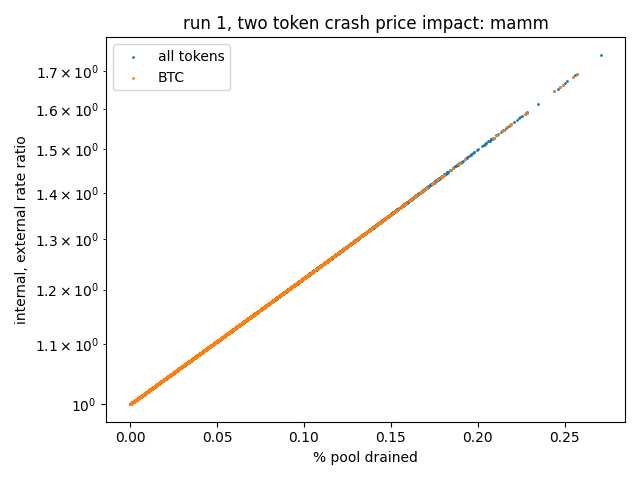 run 1, two token crash price impact: mamm
all tokens
BTC
internal, external rate ratio
1.7 × 10⁰
1.6 × 10⁰
1.5 × 10⁰
1.4 × 10⁰
1.3 × 10⁰
1.2 × 10⁰
1.1 × 10⁰
10⁰
0.00 0.05 0.10 0.15 0.20 0.25
% pool drained